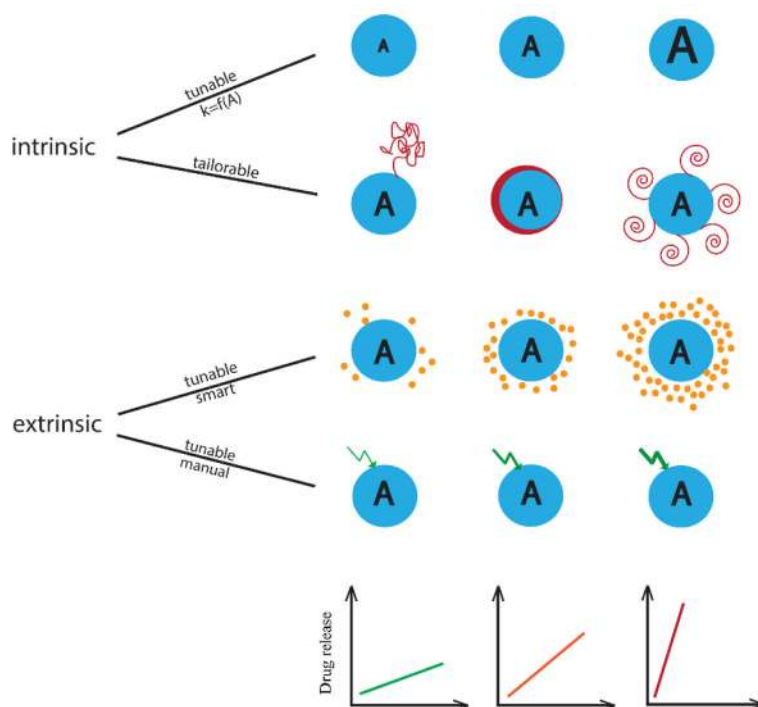 A A A
tunable
k=f(A)
intrinsic
tailorable
A A A
A A A
tunable
smart
extrinsic
tunable
manual
A A A
Drug release